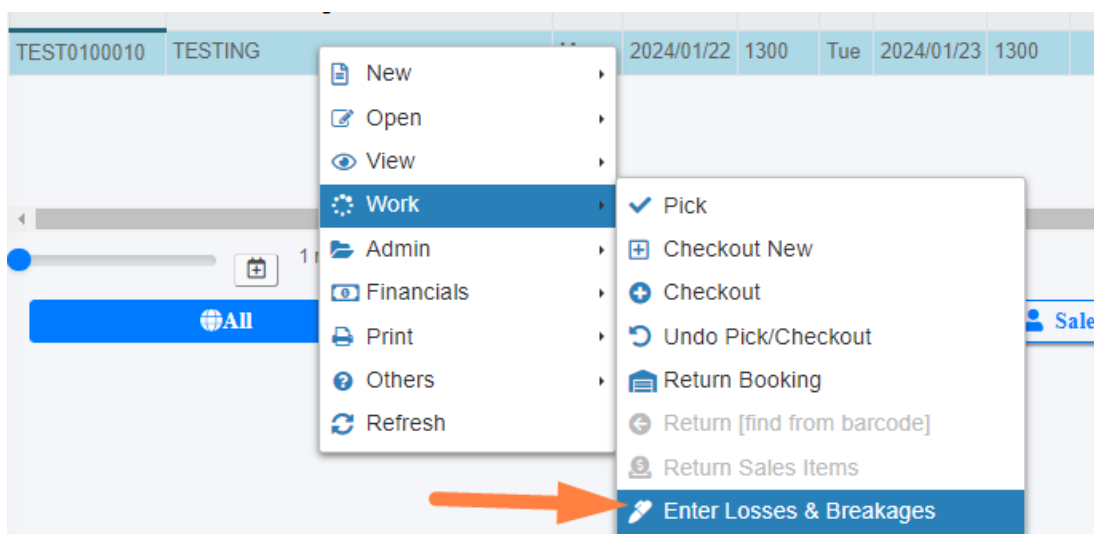 TEST0100010 TESTING 2024/01/22 1300 Tue 2024/01/23 1300
New
Open
View
Work
Pick
Admin
Checkout New
1
Financials
Checkout
All
Sale
Print
Undo Pick/Checkout
Others
Return Booking
Refresh
Return [find from barcode]
Return Sales Items
Enter Losses & Breakages